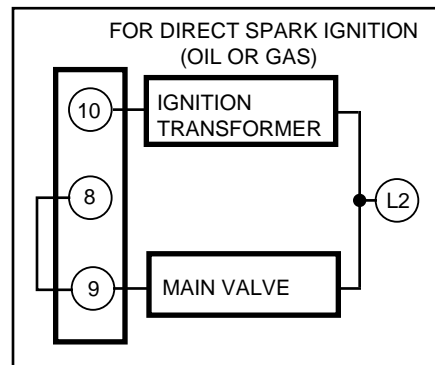 FOR DIRECT SPARK IGNITION
(OIL OR GAS)
10
IGNITION
TRANSFORMER
8
L2
9
MAIN VALVE